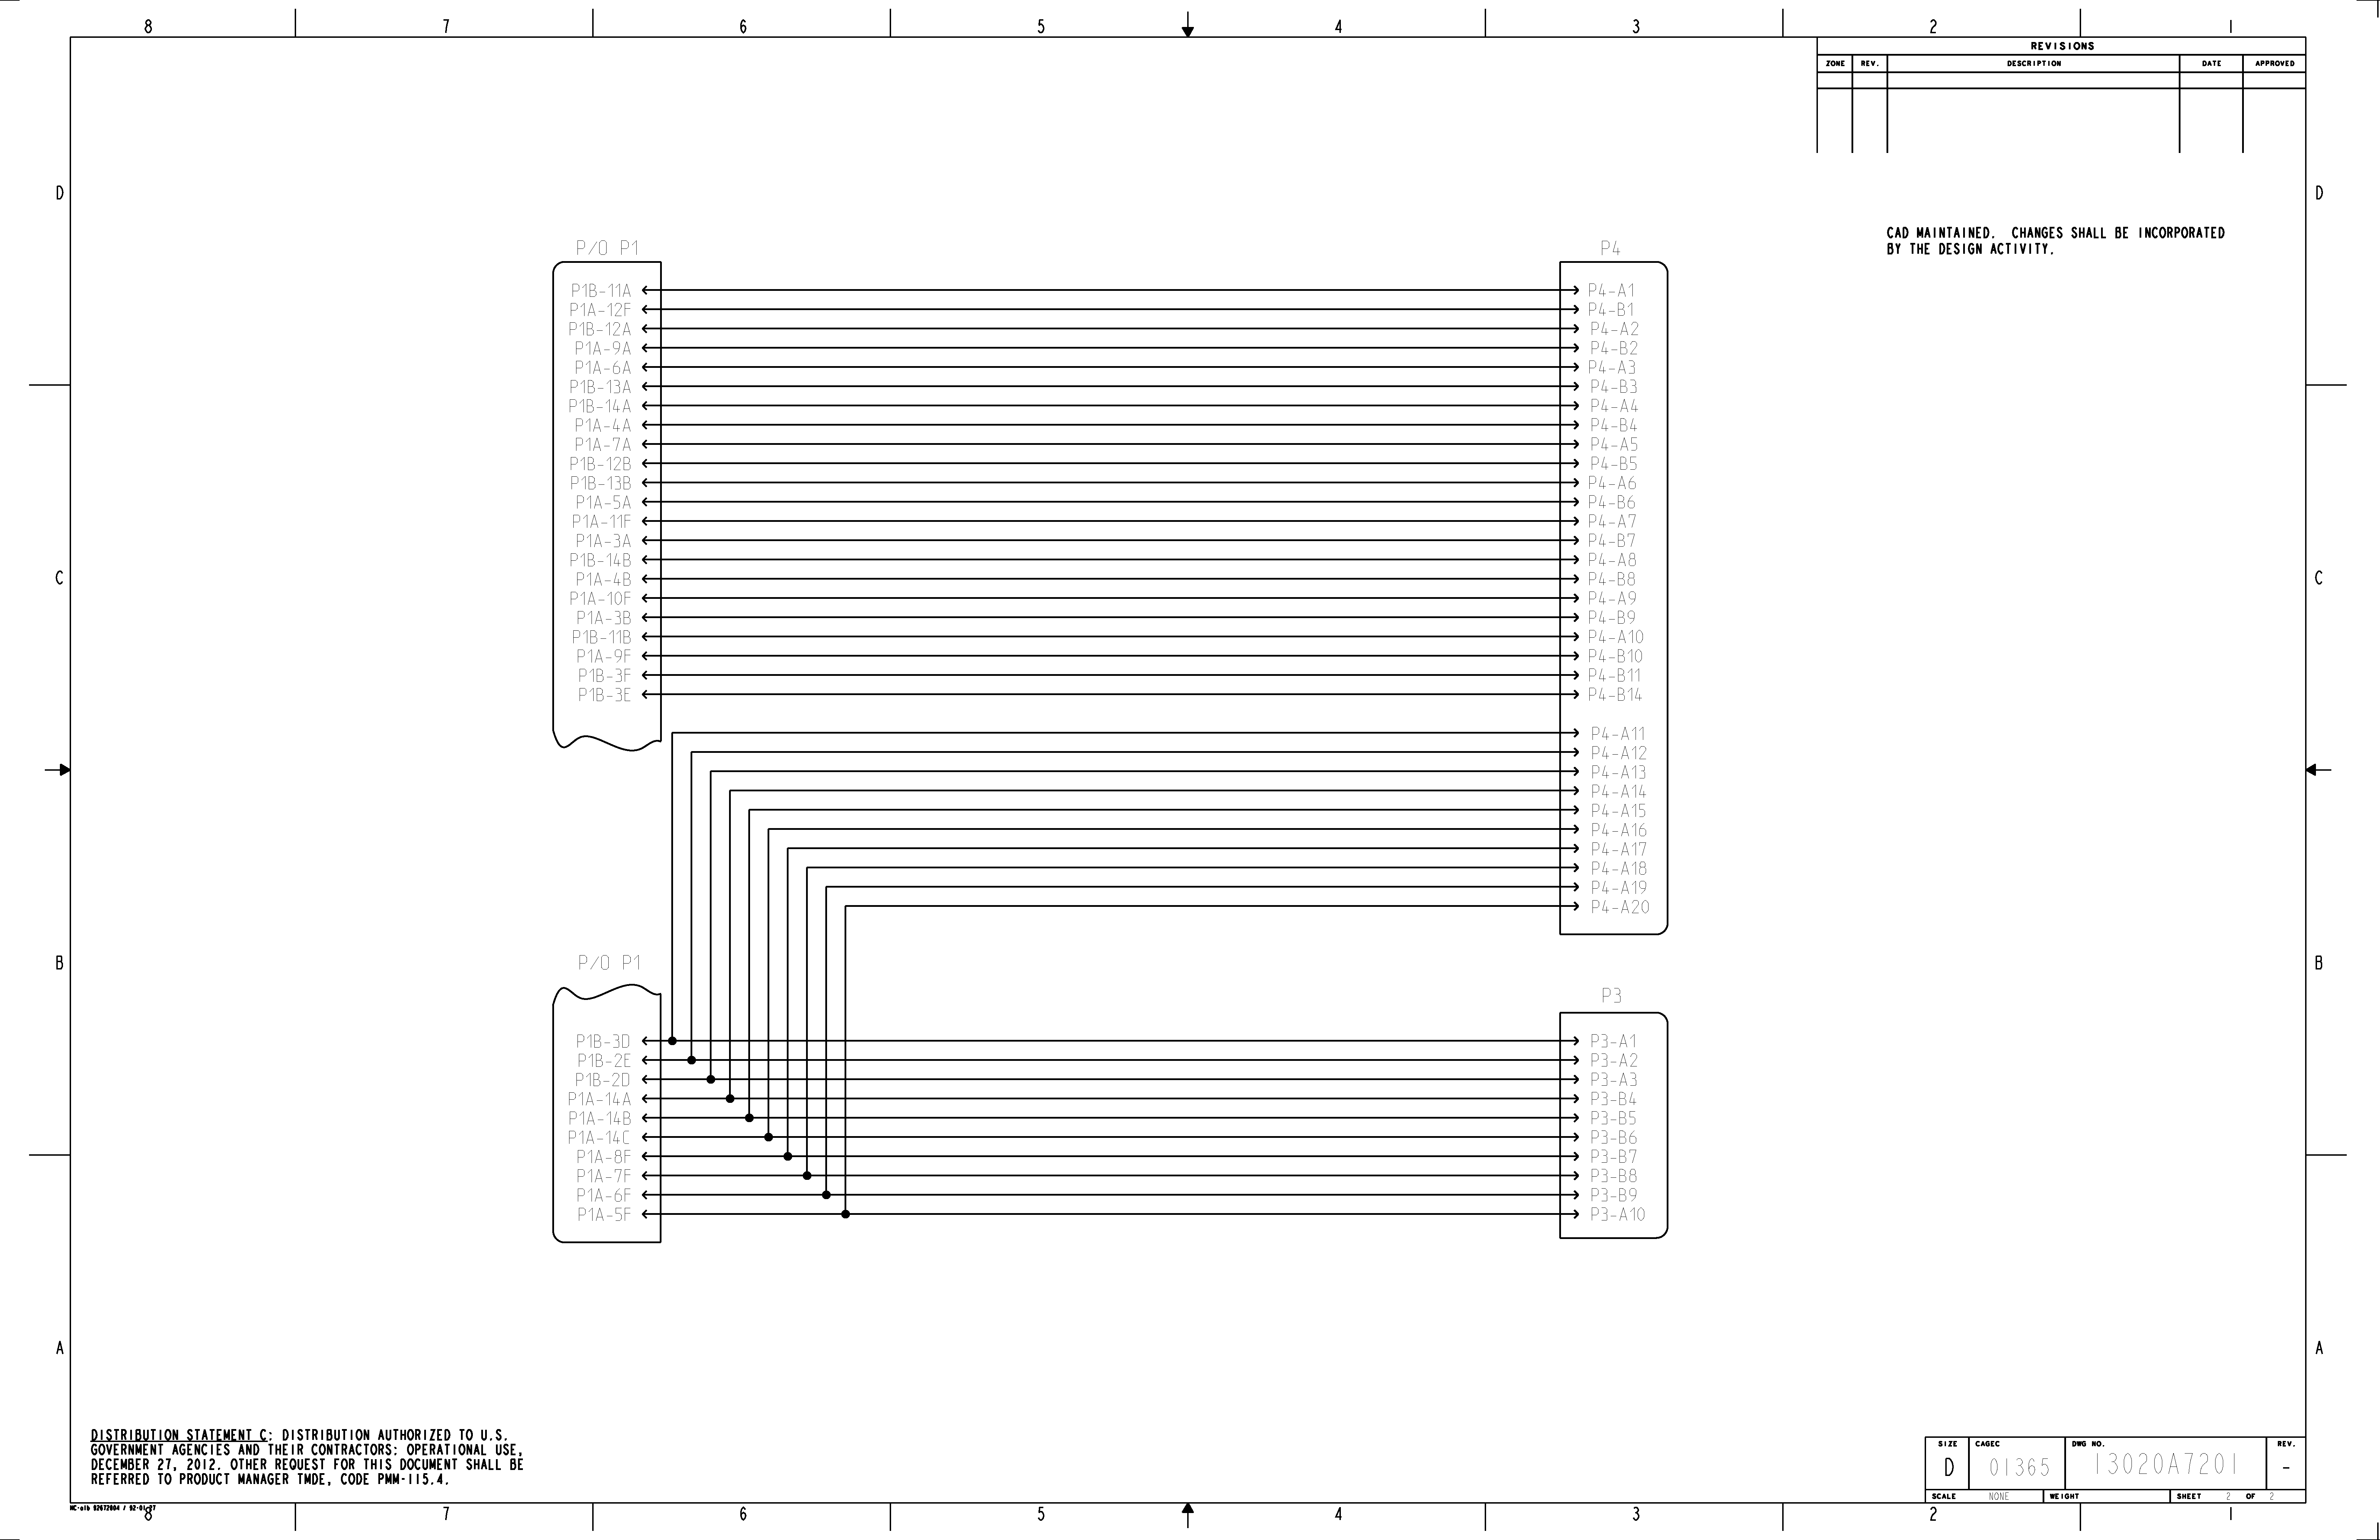 8 7 6 5 4 3 2 1
REVISIONS
ZONE REV. DESCRIPTION DATE APPROVED
D D
CAD MAINTAINED. CHANGES SHALL BE INCORPORATED
BY THE DESIGN ACTIVITY.
P/O P1 P4
P1B-11A P4-A1
P1A-12F P4-B1
P1B-12A P4-A2
P1A-9A P4-B2
P1A-6A P4-A3
P1B-13A P4-B3
P1B-14A P4-A4
P1A-4A P4-B4
P1A-7A P4-A5
P1B-12B P4-B5
P1B-13B P4-A6
P1A-5A P4-B6
P1A-11F P4-A7
P1A-3A P4-B7
P1B-14B P4-A8
C P1A-4B P4-B8 C
P1A-10F P4-A9
P1A-3B P4-B9
P1B-11B P4-A10
P1A-9F P4-B10
P1B-3F P4-B11
P1B-3E P4-B14
P4-A11
P4-A12
P4-A13
P4-A14
P4-A15
P4-A16
P4-A17
P4-A18
P4-A19
P4-A20
B P/O P1 B
P3
P1B-3D P3-A1
P1B-2E P3-A2
P1B-2D P3-A3
P1A-14A P3-B4
P1A-14B P3-B5
P1A-14C P3-B6
P1A-8F P3-B7
P1A-7F P3-B8
P1A-6F P3-B9
P1A-5F P3-A10
A A
DISTRIBUTION STATEMENT C: DISTRIBUTION AUTHORIZED TO U.S.
GOVERNMENT AGENCIES AND THEIR CONTRACTORS: OPERATIONAL USE,
DECEMBER 27, 2012. OTHER REQUEST FOR THIS DOCUMENT SHALL BE
REFERRED TO PRODUCT MANAGER TMDE, CODE PMM-115.4.
SIZE CAGEC DWG NO. REV.
D 01365 13020A7201 -
SCALE NONE WEIGHT SHEET 2 OF 2
8 7 6 5 4 3 2 1